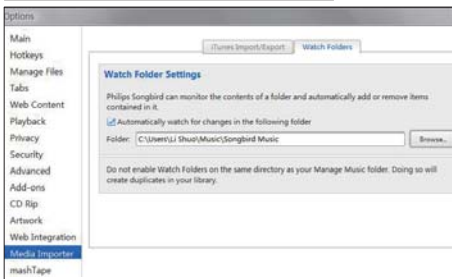 Options
Main
Hotkeys
Manage Files
Tabs
Web Content
Playback
Privacy
Security
Advanced
Add-ons
CD Rip
Artwork
Web Integration
Media Importer
mashTape
iTunes Import/Export
Watch Folders
Watch Folder Settings
Philips Songbird can monitor the contents of a folder and automatically add or remove items
contained in it.
Automatically watch for changes in the following folder
Folder: C:\Users\Li Shuo\Music\Songbird Music Browse...
Do not enable Watch Folders on the same directory as your Manage Music folder. Doing so will
create duplicates in your library.